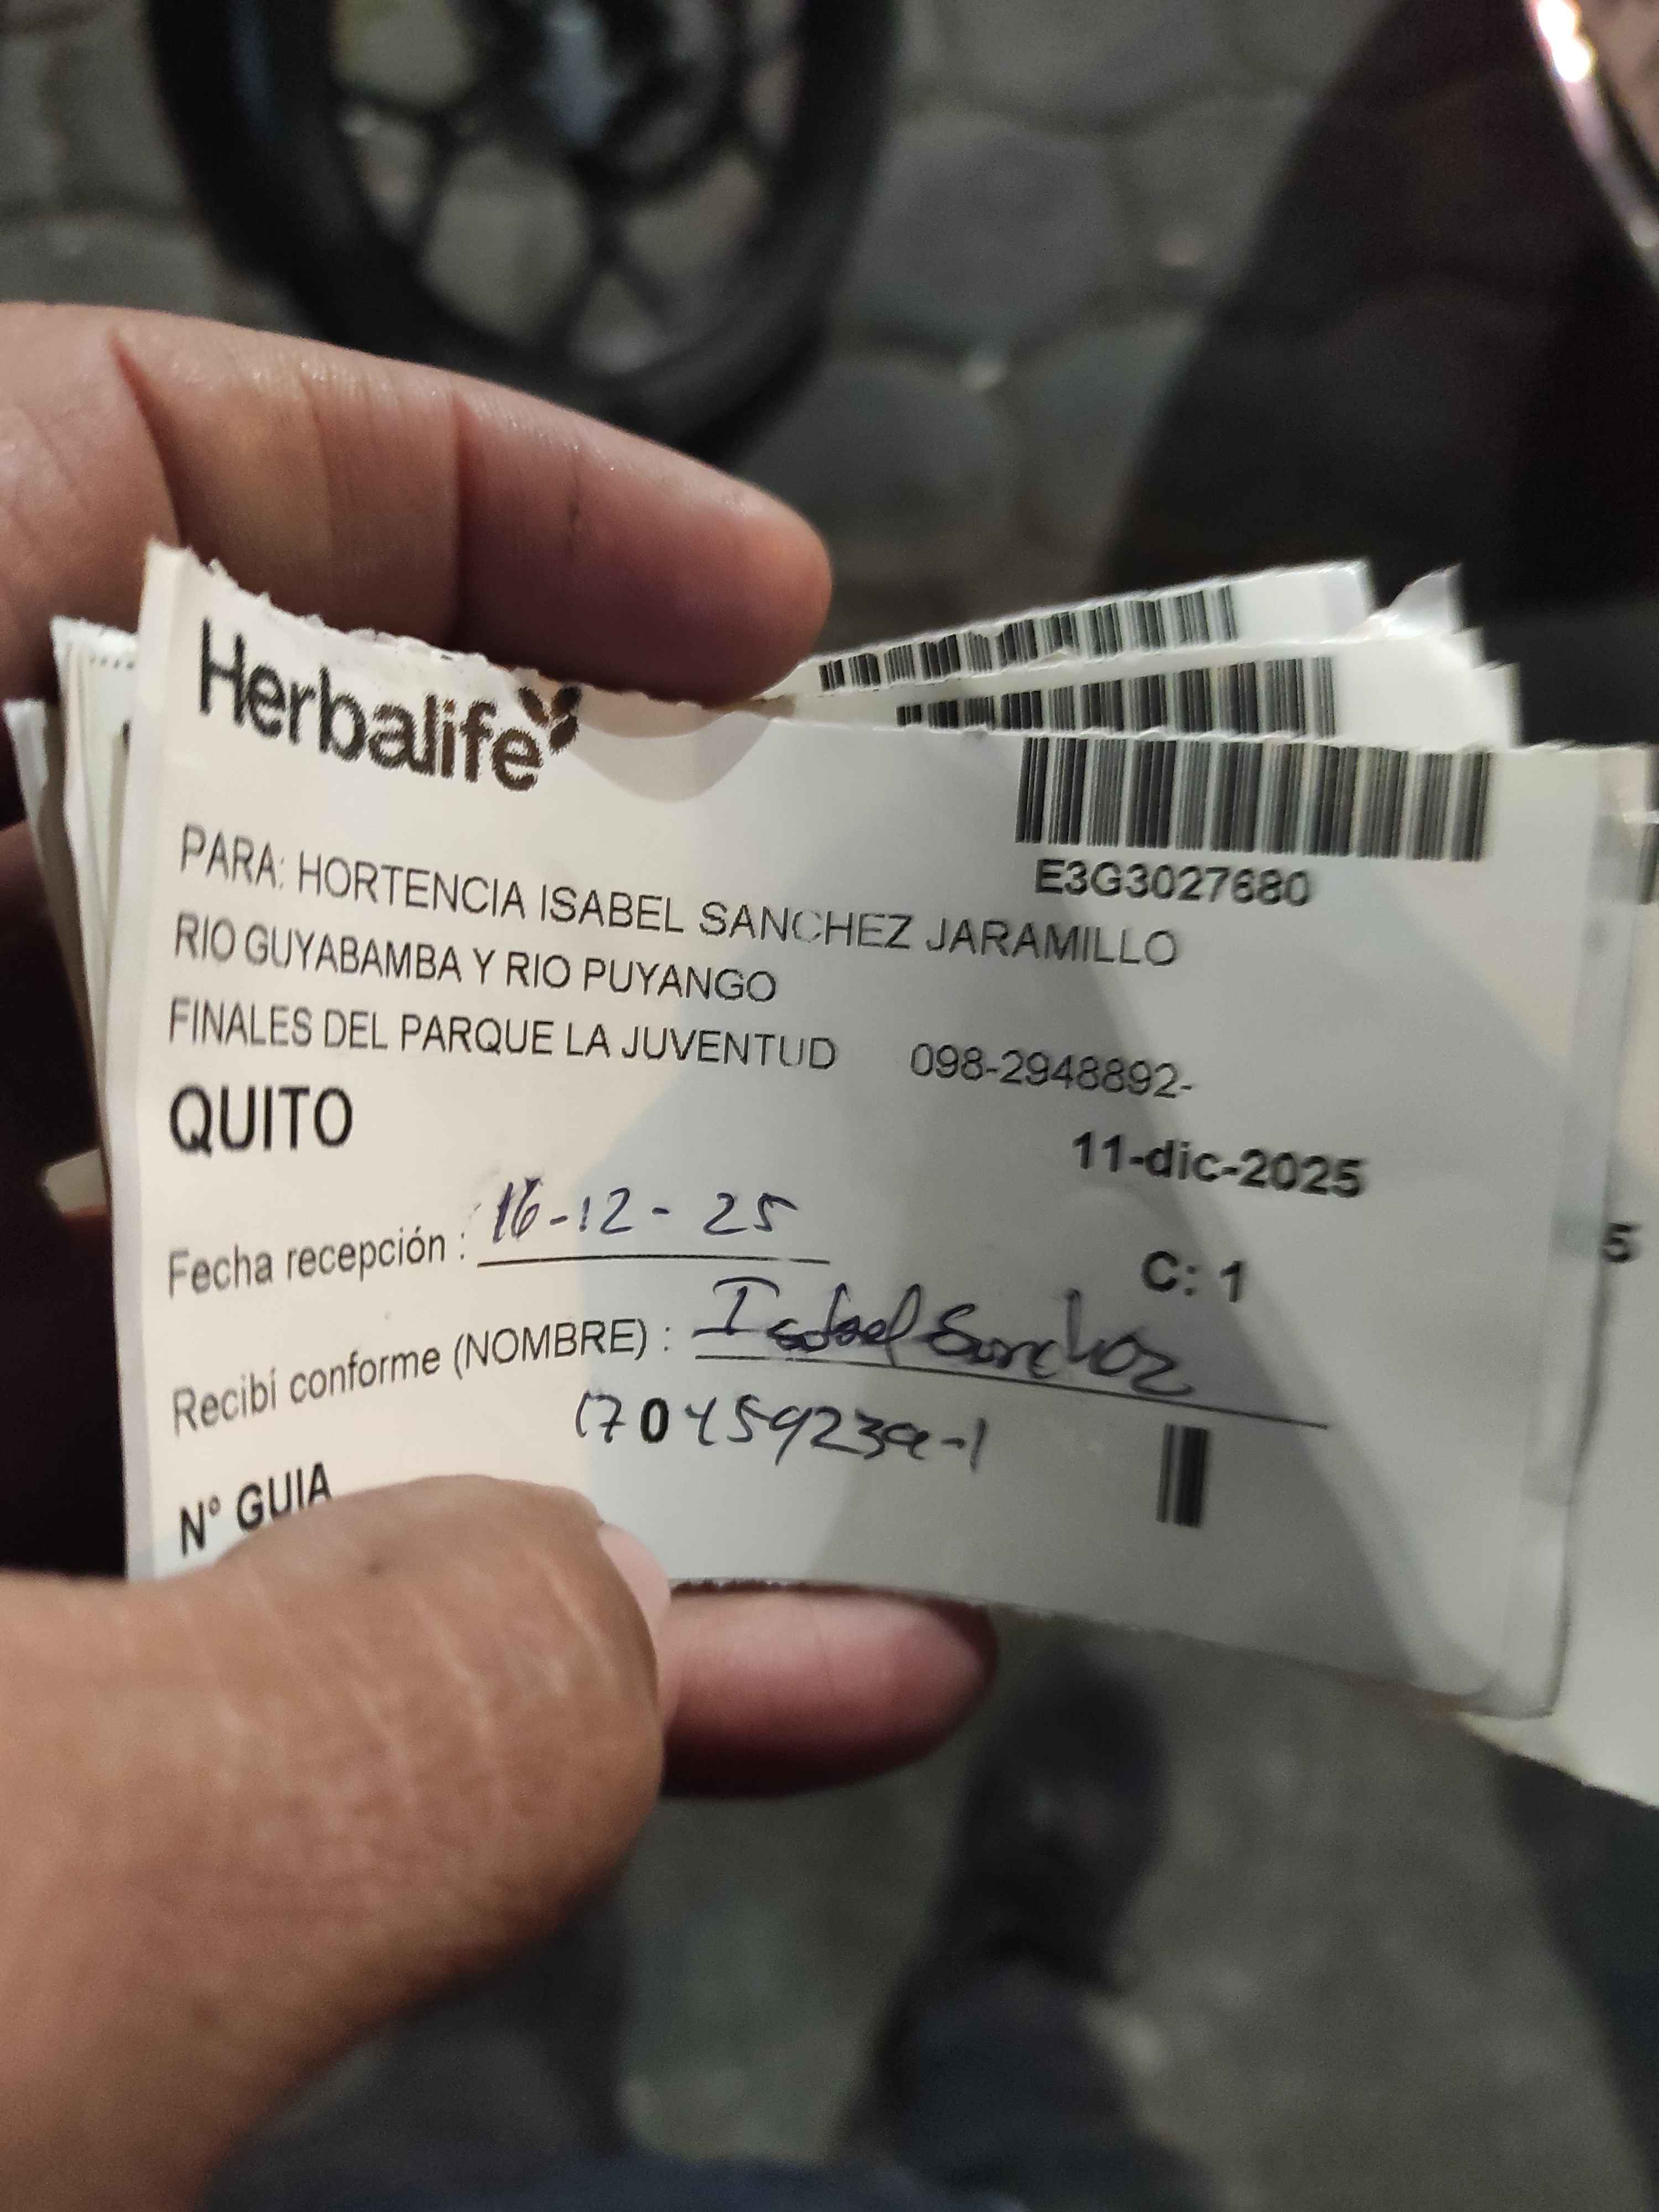 Herbalife
E3G3027680
PARA: HORTENCIA ISABEL SANCHEZ JARAMILLO
RIO GUYABAMBA Y RIO PUYANGO
FINALES DEL PARQUE LA JUVENTUD 098-2948892-
QUITO
11-dic-2025
Fecha recepción : 16-12-25
C: 1
Recibí conforme (NOMBRE) : Isabel Sanchez
N° GUIA
5